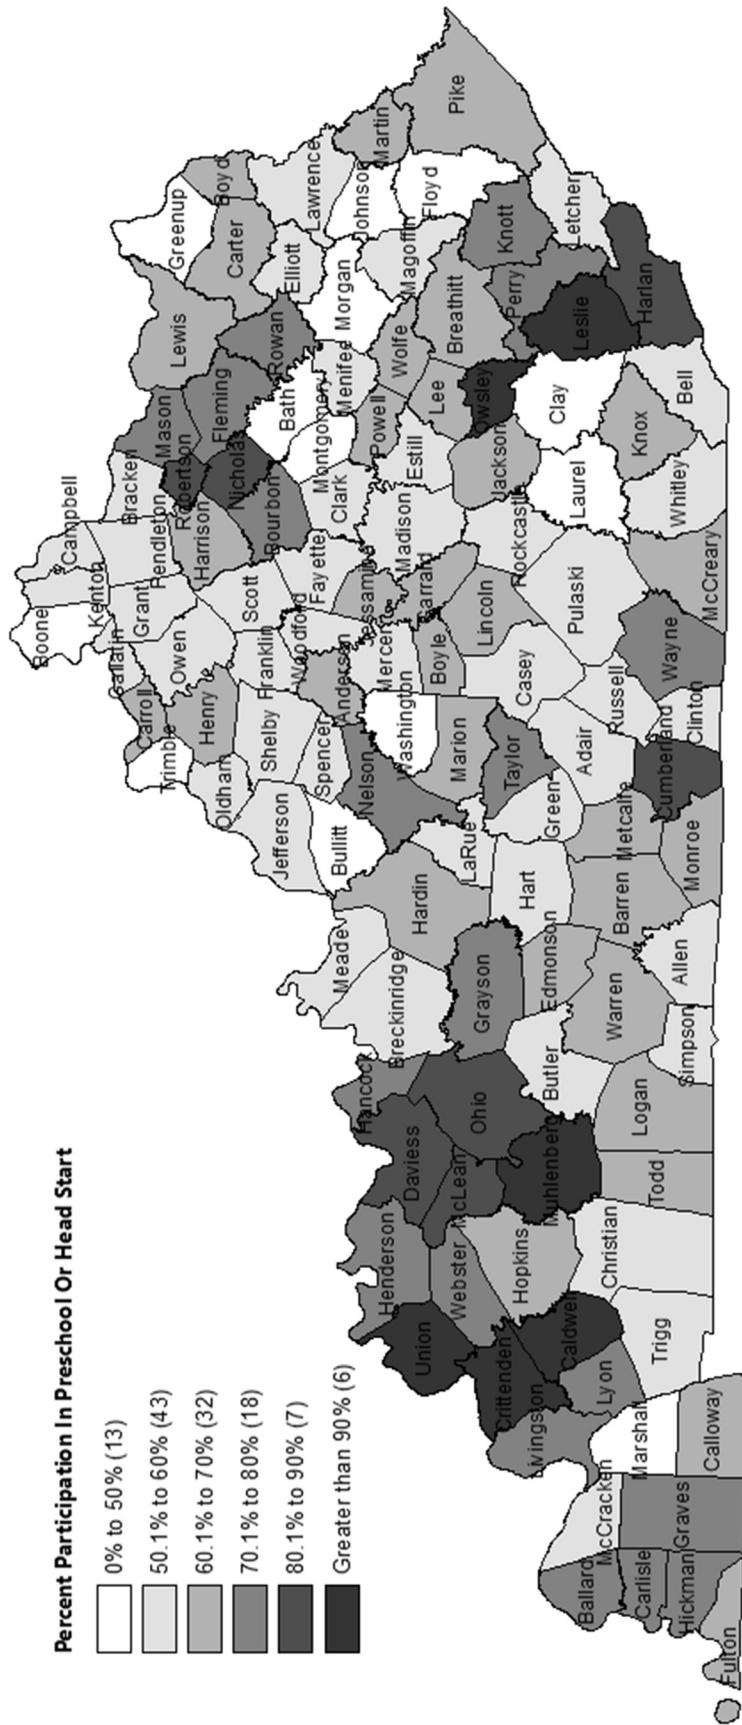 Percent Participation In Preschool Or Head Start
0% to 50% (13)
50.1% to 60% (43)
60.1% to 70% (32)
70.1% to 80% (18)
80.1% to 90% (7)
Greater than 90% (6)
Boone
Kenton
Campbell
Gallatin
Grant
Pendleton
Bracken
Trimble
Carroll
Owen
Robertson
Mason
Lewis
Greenup
Henry
Harrison
Nicholas
Fleming
Carter
Boyd
Oldham
Shelby
Franklin
Scott
Bourbon
Rowan
Elliott
Lawrence
Jefferson
Spencer
Anderson
Woodford
Fayette
Bath
Montgomery
Clark
Menifee
Morgan
Johnson
Martin
Bullitt
Nelson
Mercer
Jessamine
Madison
Estill
Powell
Wolfe
Magoffin
Floyd
Pike
Meade
Breckinridge
Hardin
Washington
Boyle
Garrard
Lee
Breathitt
Knott
Hancock
Daviess
Henderson
Union
Ohio
Grayson
LaRue
Marion
Lincoln
Jackson
Owsley
Perry
Letcher
McLean
Webster
Crittenden
Hart
Taylor
Casey
Rockcastle
Clay
Leslie
Harlan
Hopkins
Muhlenberg
Butler
Edmonson
Green
Adair
Pulaski
Laurel
Knox
Bell
Livingston
Caldwell
Lyon
Christian
Warren
Barren
Metcalfe
Russell
Wayne
McCreary
Whitley
Ballard
McCracken
Marshall
Trigg
Todd
Logan
Simpson
Allen
Monroe
Cumberland
Clinton
Carlisle
Graves
Calloway
Hickman
Fulton